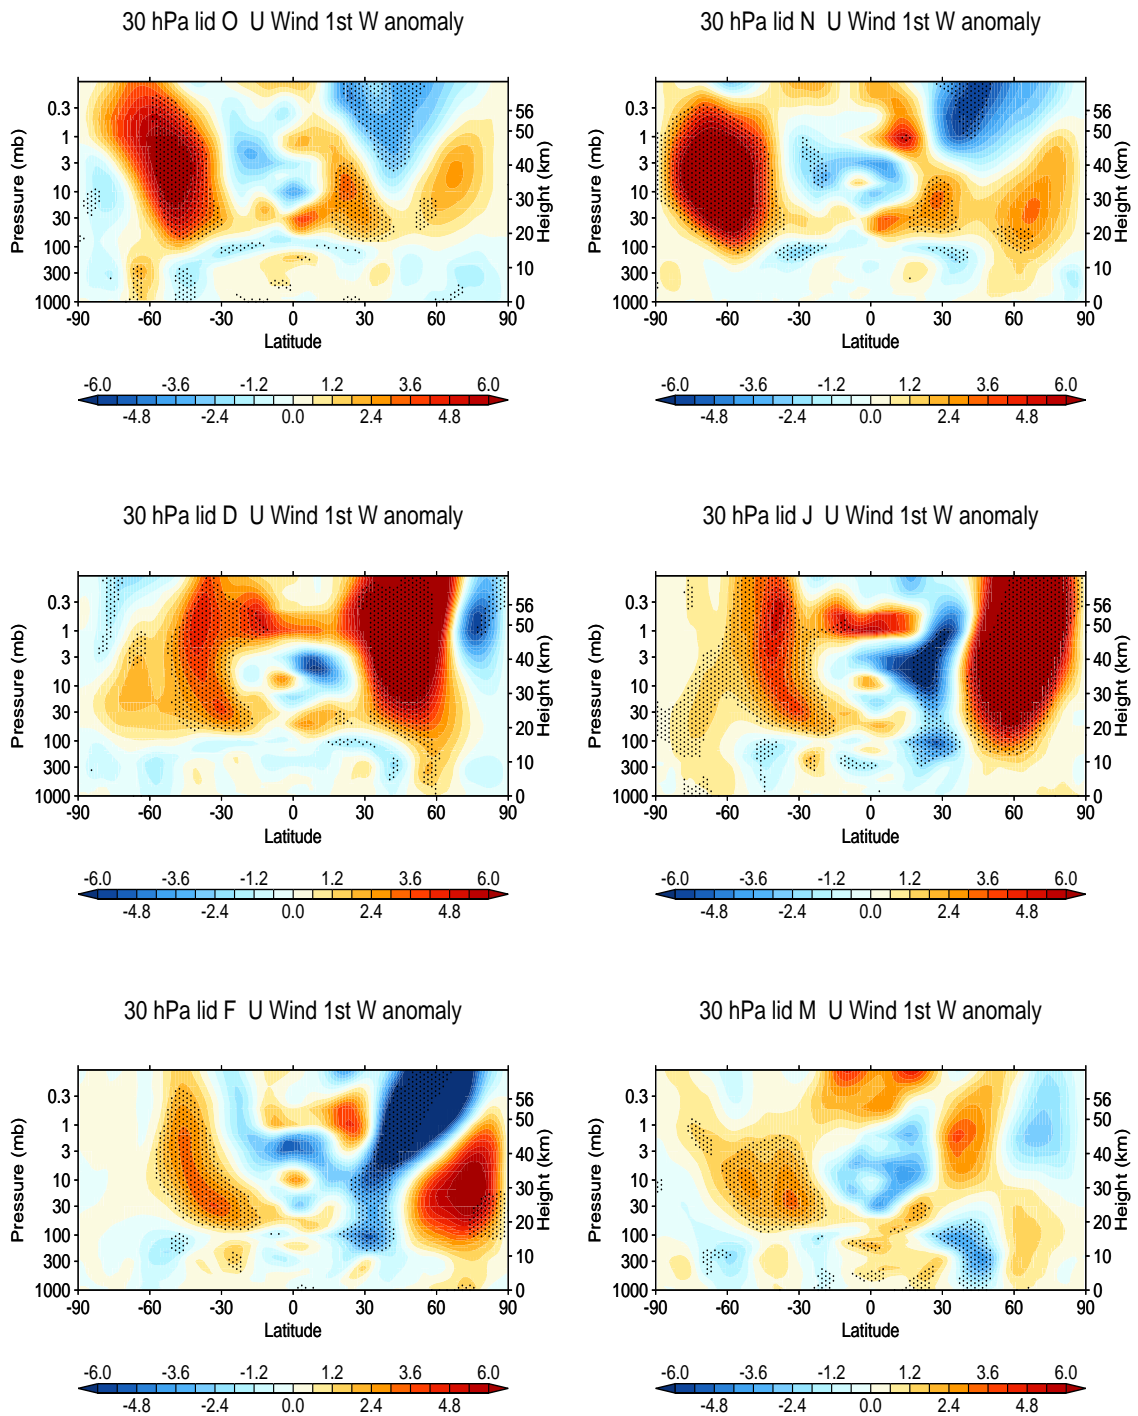 30 hPa lid O  U Wind 1st W anomaly
30 hPa lid N  U Wind 1st W anomaly
Pressure (mb)
0.3
1
3
10
30
100
300
1000
56
50
40
30
20
10
0
Height (km)
-90 -60 -30 0 30 60 90
Latitude
-6.0 -3.6 -1.2 1.2 3.6 6.0
-4.8 -2.4 0.0 2.4 4.8
Pressure (mb)
0.3
1
3
10
30
100
300
1000
56
50
40
30
20
10
0
Height (km)
-90 -60 -30 0 30 60 90
Latitude
-6.0 -3.6 -1.2 1.2 3.6 6.0
-4.8 -2.4 0.0 2.4 4.8
30 hPa lid D  U Wind 1st W anomaly
30 hPa lid J  U Wind 1st W anomaly
Pressure (mb)
0.3
1
3
10
30
100
300
1000
56
50
40
30
20
10
0
Height (km)
-90 -60 -30 0 30 60 90
Latitude
-6.0 -3.6 -1.2 1.2 3.6 6.0
-4.8 -2.4 0.0 2.4 4.8
Pressure (mb)
0.3
1
3
10
30
100
300
1000
56
50
40
30
20
10
0
Height (km)
-90 -60 -30 0 30 60 90
Latitude
-6.0 -3.6 -1.2 1.2 3.6 6.0
-4.8 -2.4 0.0 2.4 4.8
30 hPa lid F  U Wind 1st W anomaly
30 hPa lid M  U Wind 1st W anomaly
Pressure (mb)
0.3
1
3
10
30
100
300
1000
56
50
40
30
20
10
0
Height (km)
-90 -60 -30 0 30 60 90
Latitude
-6.0 -3.6 -1.2 1.2 3.6 6.0
-4.8 -2.4 0.0 2.4 4.8
Pressure (mb)
0.3
1
3
10
30
100
300
1000
56
50
40
30
20
10
0
Height (km)
-90 -60 -30 0 30 60 90
Latitude
-6.0 -3.6 -1.2 1.2 3.6 6.0
-4.8 -2.4 0.0 2.4 4.8